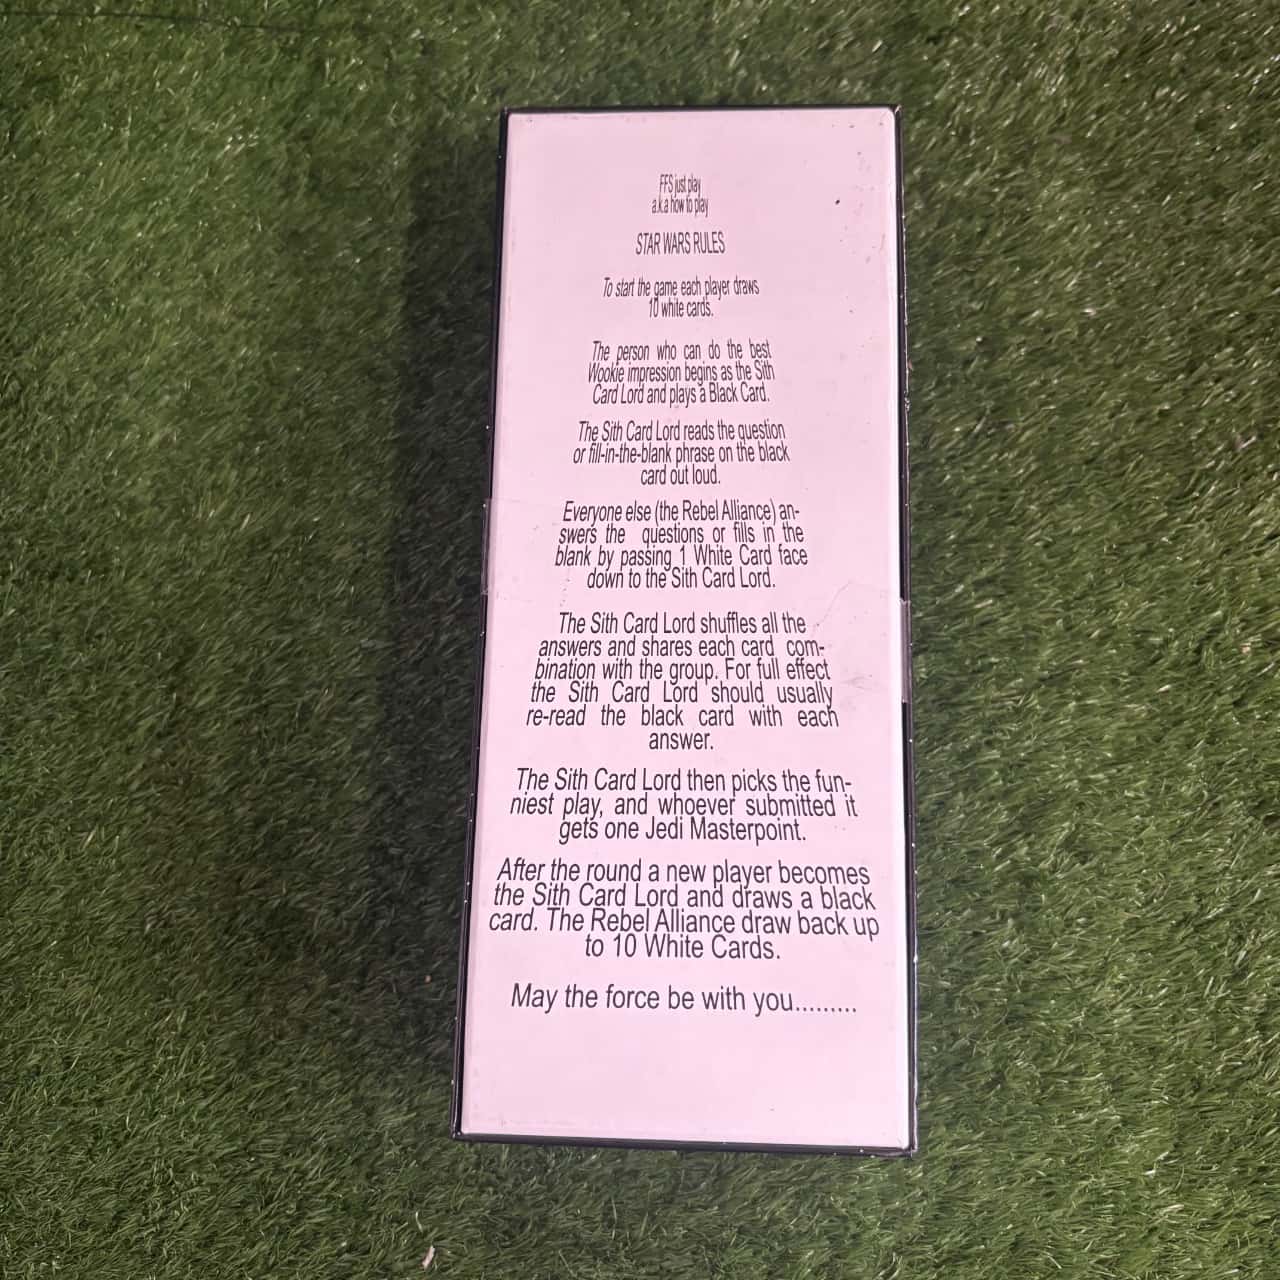 FFS just play
a.k.a how to play
STAR WARS RULES
To start the game each player draws
10 white cards.
The person who can do the best
Wookie impression begins as the Sith
Card Lord and plays a Black Card.
The Sith Card Lord reads the question
or fill-in-the-blank phrase on the black
card out loud.
Everyone else (the Rebel Alliance) an-
swers the questions or fills in the
blank by passing 1 White Card face
down to the Sith Card Lord.
The Sith Card Lord shuffles all the
answers and shares each card com-
bination with the group. For full effect
the Sith Card Lord should usually
re-read the black card with each
answer.
The Sith Card Lord then picks the fun-
niest play, and whoever submitted it
gets one Jedi Masterpoint.
After the round a new player becomes
the Sith Card Lord and draws a black
card. The Rebel Alliance draw back up
to 10 White Cards.
May the force be with you.........